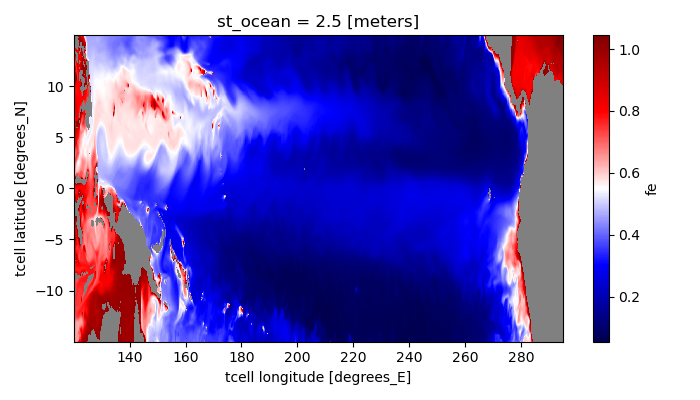 st_ocean = 2.5 [meters]
10
5
0
−5
−10
tcell latitude [degrees_N]
140 160 180 200 220 240 260 280
tcell longitude [degrees_E]
1.0
0.8
0.6
0.4
0.2
fe